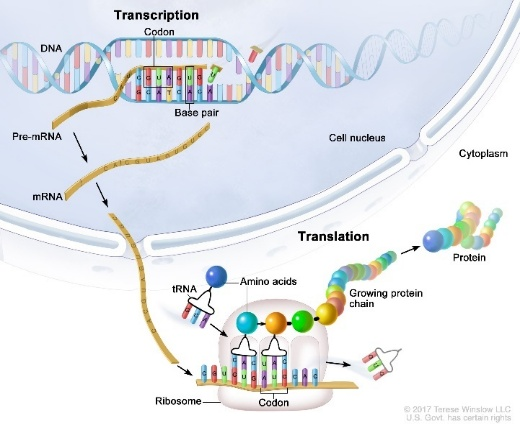 Transcription
Codon
DNA
Base pair
Pre-mRNA
Cell nucleus
Cytoplasm
mRNA
Translation
Protein
tRNA
Amino acids
Growing protein
chain
Ribosome
Codon
© 2017 Terese Winslow LLC
U.S. Govt. has certain rights